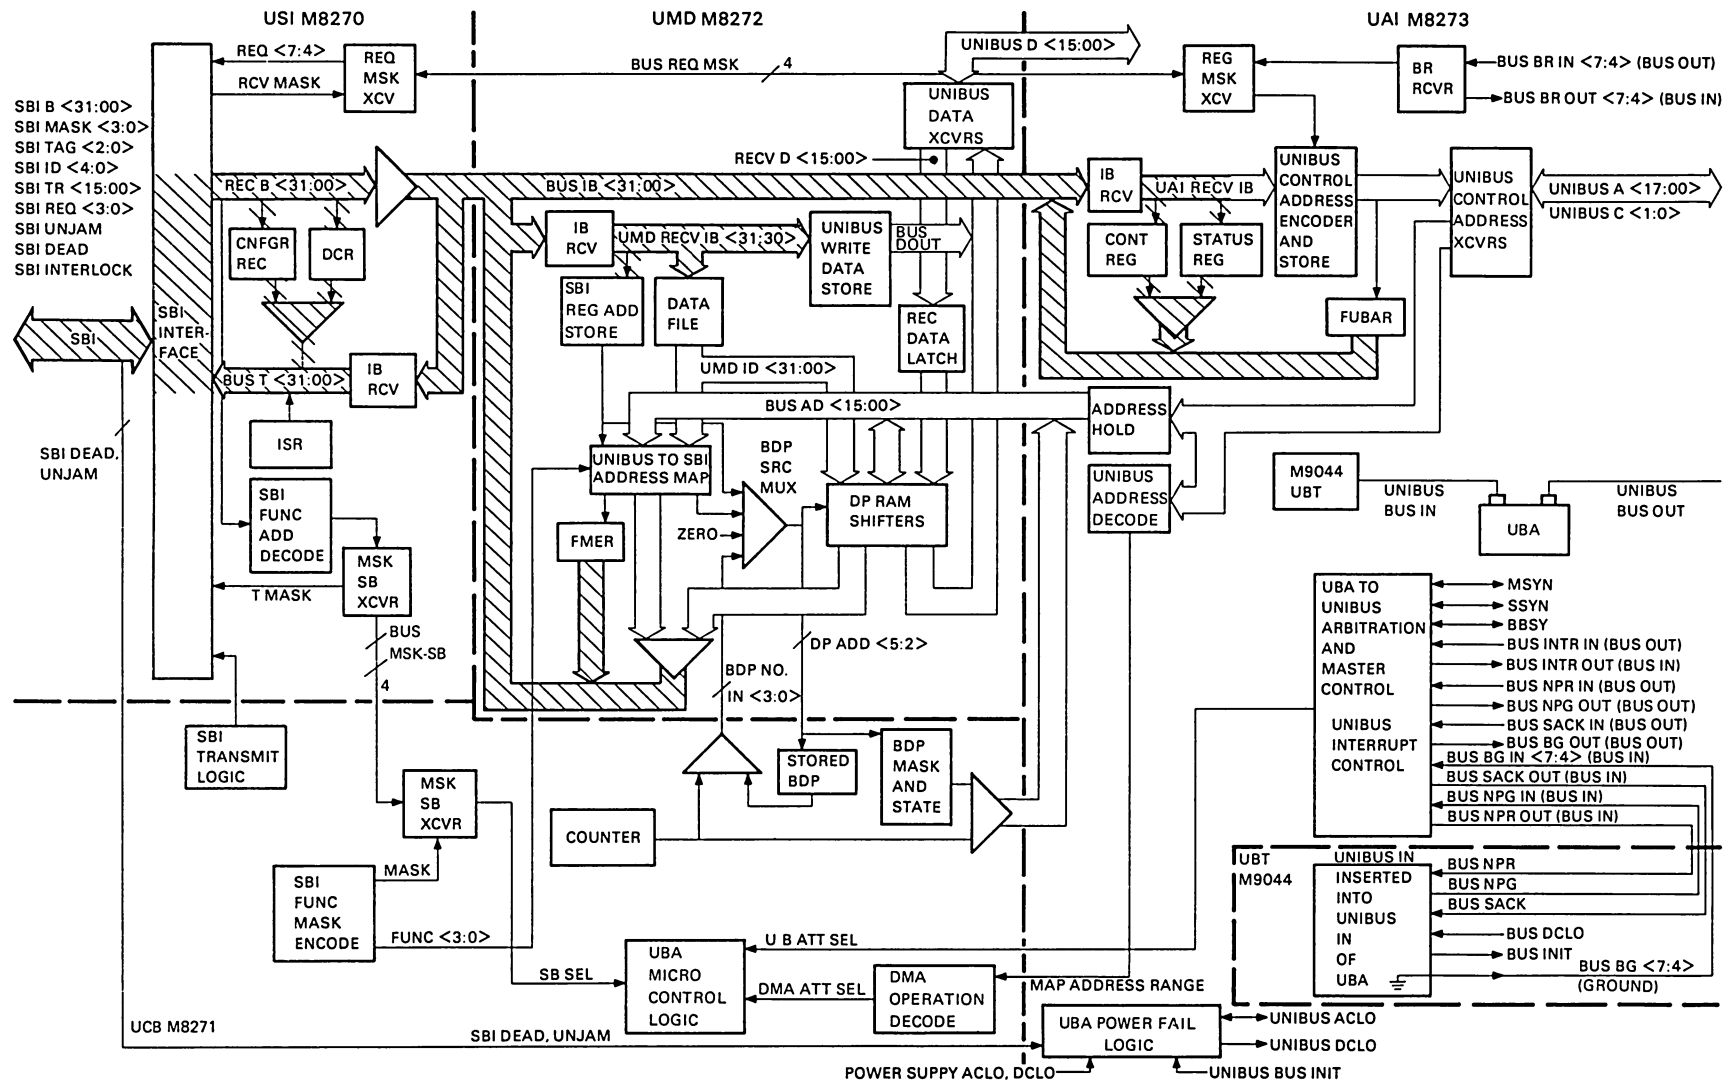 USI M8270
UMD M8272
UAI M8273
REQ <7:4>
RCV MASK
REQ
MSK
XCV
BUS REQ MSK
4
UNIBUS D <15:00>
REG
MSK
XCV
BR
RCVR
BUS BR IN <7:4> (BUS OUT)
BUS BR OUT <7:4> (BUS IN)
SBI B <31:00>
SBI MASK <3:0>
SBI TAG <2:0>
SBI ID <4:0>
SBI TR <15:00>
SBI REQ <3:0>
SBI UNJAM
SBI DEAD
SBI INTERLOCK
UNIBUS
DATA
XCVRS
RECV D <15:00>
REC B <31:00>
BUS IB <31:00>
IB
RCV
UAI RECV IB
UNIBUS
CONTROL
ADDRESS
ENCODER
AND
STORE
UNIBUS
CONTROL
ADDRESS
XCVRS
UNIBUS A <17:00>
UNIBUS C <1:0>
CNFGR
REC
DCR
IB
RCV
UMD RECV IB <31:30>
UNIBUS
WRITE
DATA
STORE
BUS
DOUT
CONT
REG
STATUS
REG
SBI
REG ADD
STORE
DATA
FILE
REC
DATA
LATCH
FUBAR
SBI
SBI
INTER-
FACE
BUS T <31:00>
IB
RCV
UMD ID <31:00>
BUS AD <15:00>
ADDRESS
HOLD
ISR
SBI DEAD,
UNJAM
UNIBUS TO SBI
ADDRESS MAP
BDP
SRC
MUX
UNIBUS
ADDRESS
DECODE
M9044
UBT
UNIBUS
BUS IN
UNIBUS
BUS OUT
UBA
SBI
FUNC
ADD
DECODE
DP RAM
SHIFTERS
FMER
ZERO
MSK
SB
XCVR
T MASK
BUS
MSK-SB
4
DP ADD <5:2>
BDP NO.
IN <3:0>
UBA TO
UNIBUS
ARBITRATION
AND
MASTER
CONTROL
UNIBUS
INTERRUPT
CONTROL
MSYN
SSYN
BBSY
BUS INTR IN (BUS OUT)
BUS INTR OUT (BUS IN)
BUS NPR IN (BUS OUT)
BUS NPG OUT (BUS OUT)
BUS SACK IN (BUS OUT)
BUS BG OUT (BUS OUT)
BUS BG IN <7:4> (BUS IN)
BUS SACK OUT (BUS IN)
BUS NPG IN (BUS IN)
BUS NPR OUT (BUS IN)
SBI
TRANSMIT
LOGIC
STORED
BDP
BDP
MASK
AND
STATE
MSK
SB
XCVR
COUNTER
MASK
SBI
FUNC
MASK
ENCODE
FUNC <3:0>
SB SEL
UBA
MICRO
CONTROL
LOGIC
U B ATT SEL
DMA ATT SEL
DMA
OPERATION
DECODE
MAP ADDRESS RANGE
UBT
M9044
UNIBUS IN
INSERTED
INTO
UNIBUS
IN
OF
UBA
BUS NPR
BUS NPG
BUS SACK
BUS DCLO
BUS INIT
BUS BG <7:4>
(GROUND)
UCB M8271
SBI DEAD, UNJAM
UBA POWER FAIL
LOGIC
UNIBUS ACLO
UNIBUS DCLO
POWER SUPPY ACLO, DCLO
UNIBUS BUS INIT